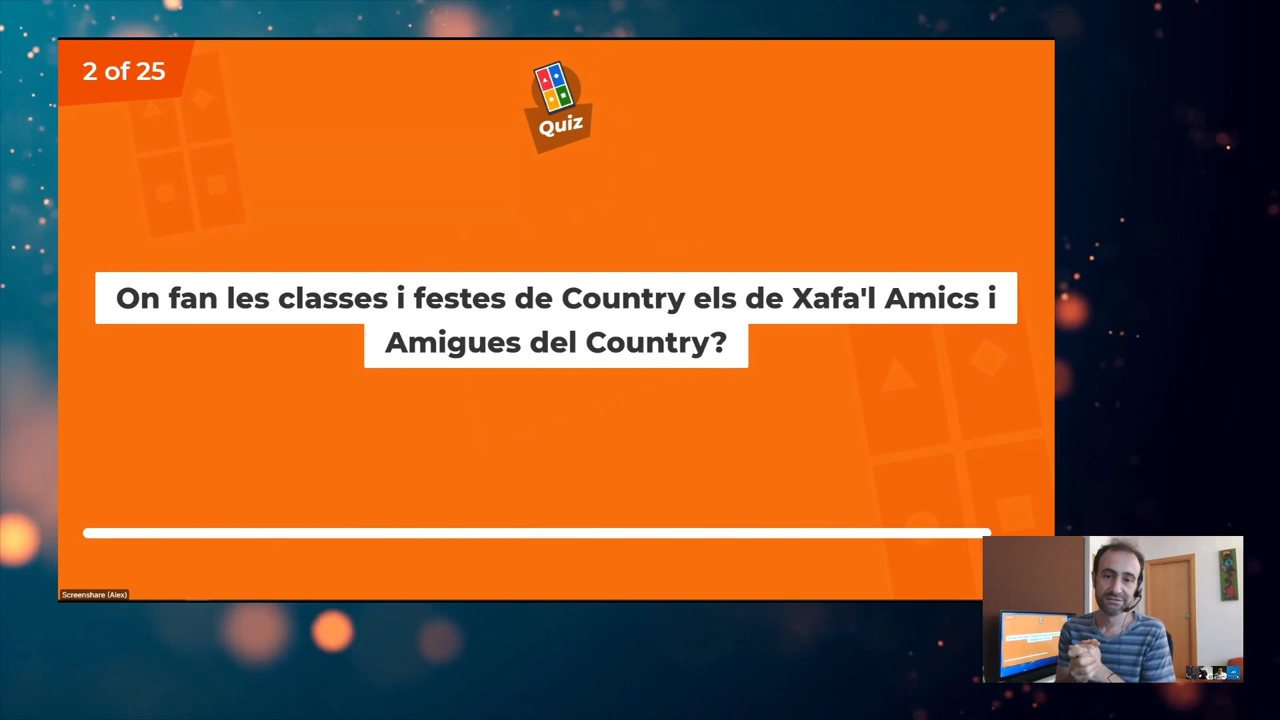 2 of 25
Quiz
On fan les classes i festes de Country els de Xafa'l Amics i
Amigues del Country?
Screenshare (Alex)